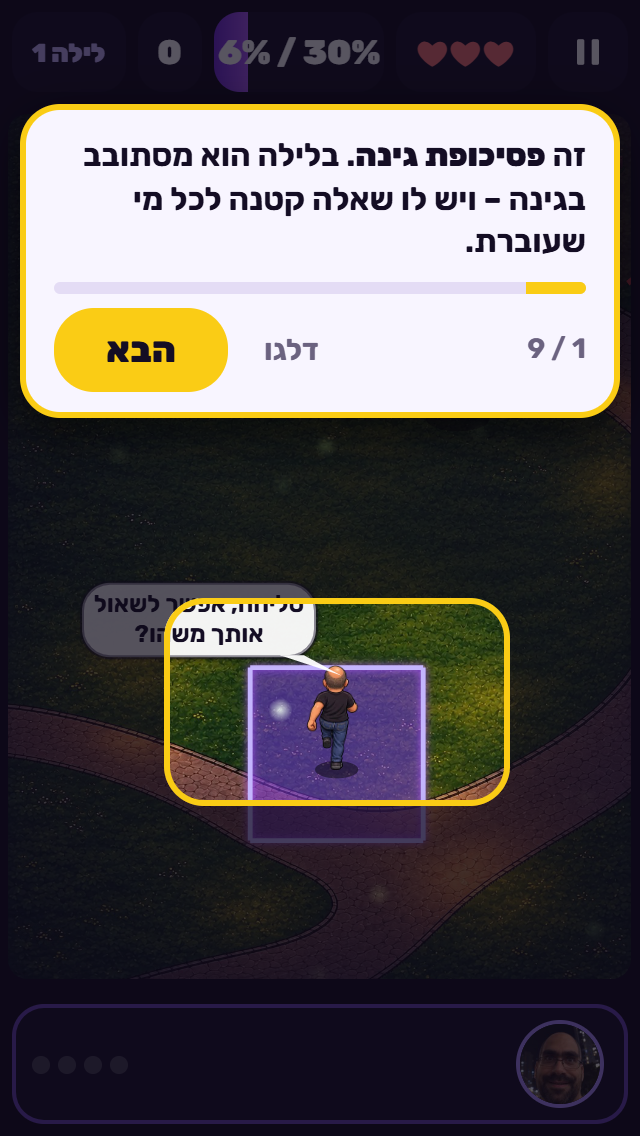 לילה 1
0
6% / 30%
זה פסיכופת גינה. בלילה הוא מסתובב
בגינה – ויש לו שאלה קטנה לכל מי
שעוברת.
1 / 9
דלגו
הבא
סליחה, אפשר לשאול
אותך משהו?